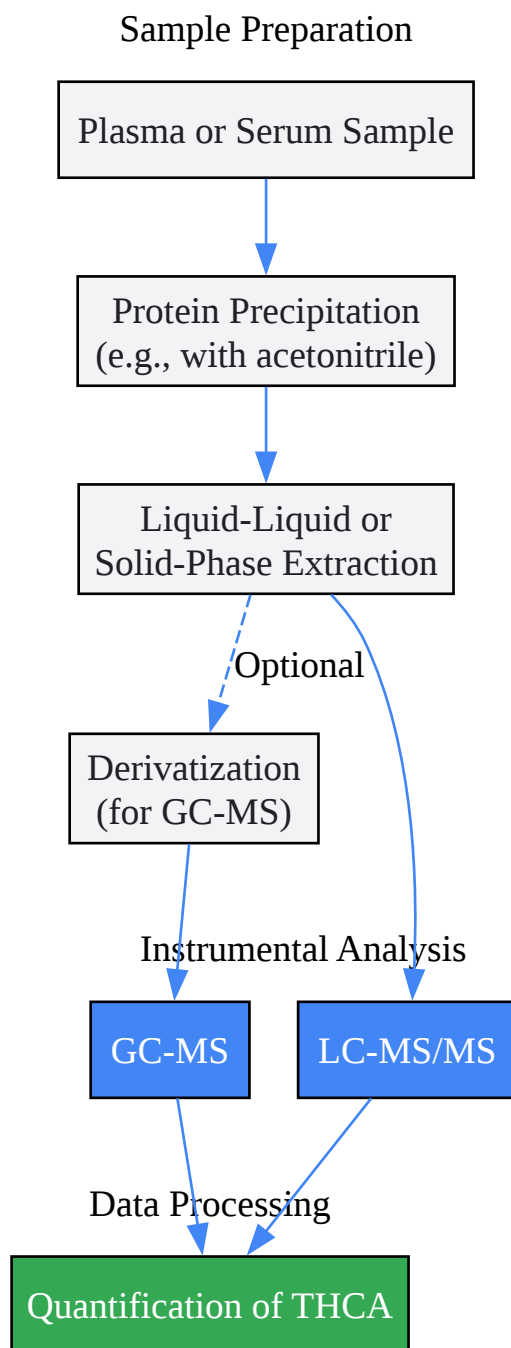 Sample Preparation
Plasma or Serum Sample
Protein Precipitation
(e.g., with acetonitrile)
Liquid-Liquid or
Solid-Phase Extraction
Optional
Derivatization
(for GC-MS)
Instrumental Analysis
GC-MS
LC-MS/MS
Data Processing
Quantification of THCA